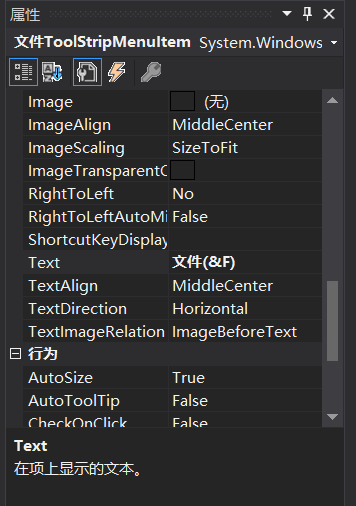 属性
文件ToolStripMenuItem System.Windows
Image (无)
ImageAlign MiddleCenter
ImageScaling SizeToFit
ImageTransparentC
RightToLeft No
RightToLeftAutoMi False
ShortcutKeyDisplay
Text 文件(&F)
TextAlign MiddleCenter
TextDirection Horizontal
TextImageRelation ImageBeforeText
行为
AutoSize True
AutoToolTip False
CheckOnClick False
Text
在项上显示的文本。